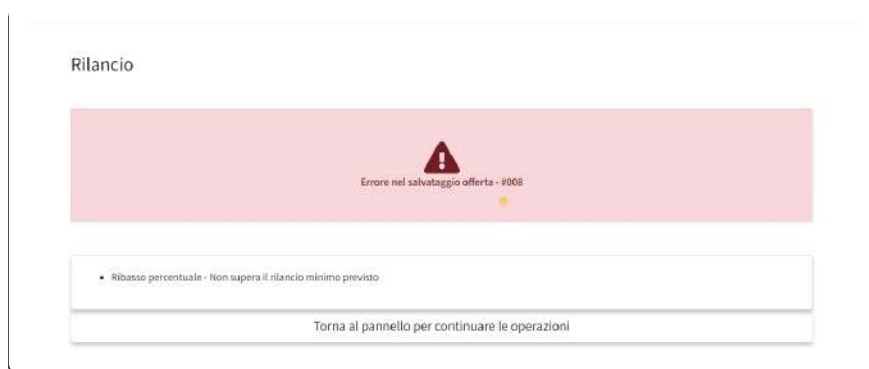 Rilancio
Errore nel salvataggio offerta - #008
Ribasso percentuale - Non supera il rilancio minimo previsto
Torna al pannello per continuare le operazioni